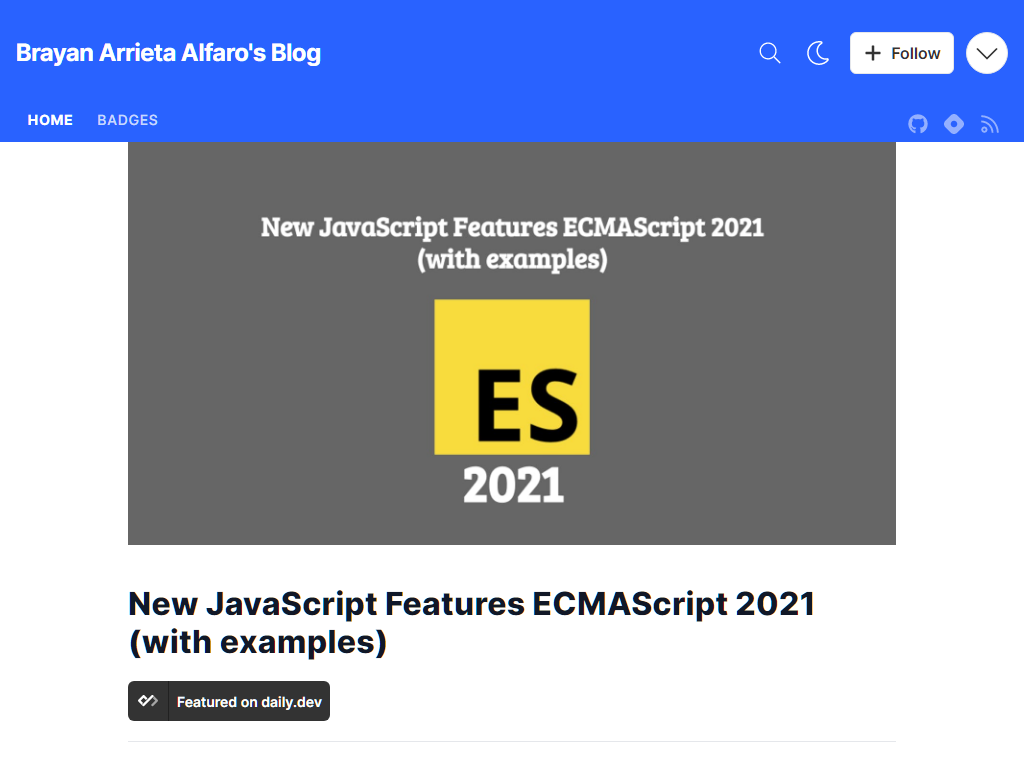 Brayan Arrieta Alfaro's Blog
Follow
HOME
BADGES
New JavaScript Features ECMAScript 2021
(with examples)
ES
2021
New JavaScript Features ECMAScript 2021
(with examples)
Featured on daily.dev